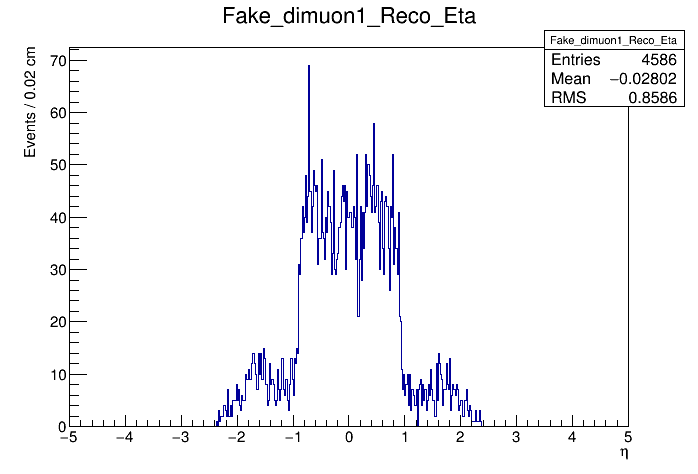 Fake_dimuon1_Reco_Eta
Fake_dimuon1_Reco_Eta
Entries 4586
Mean −0.02802
RMS 0.8586
Events / 0.02 cm
70
60
50
40
30
20
10
0
−5 −4 −3 −2 −1 0 1 2 3 4 5
η